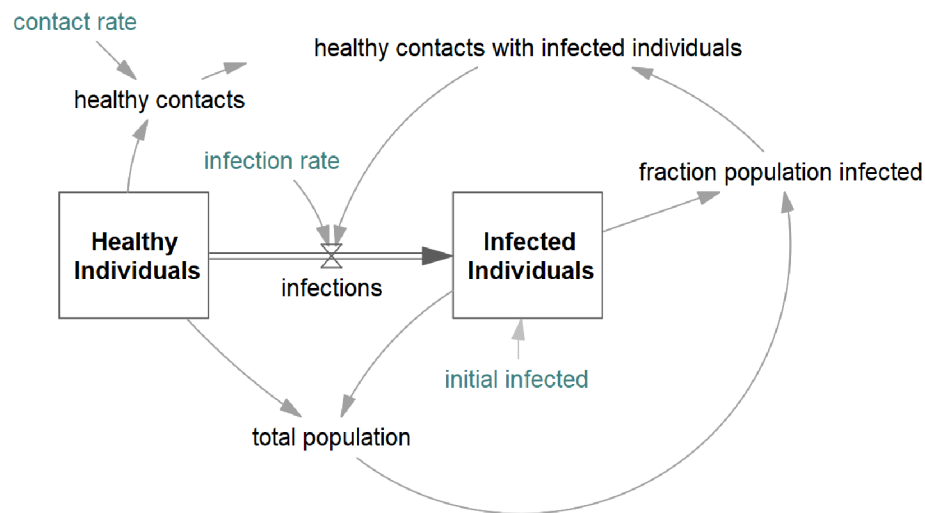 contact rate
healthy contacts with infected individuals
healthy contacts
infection rate
fraction population infected
Healthy
Individuals
Infected
Individuals
infections
initial infected
total population